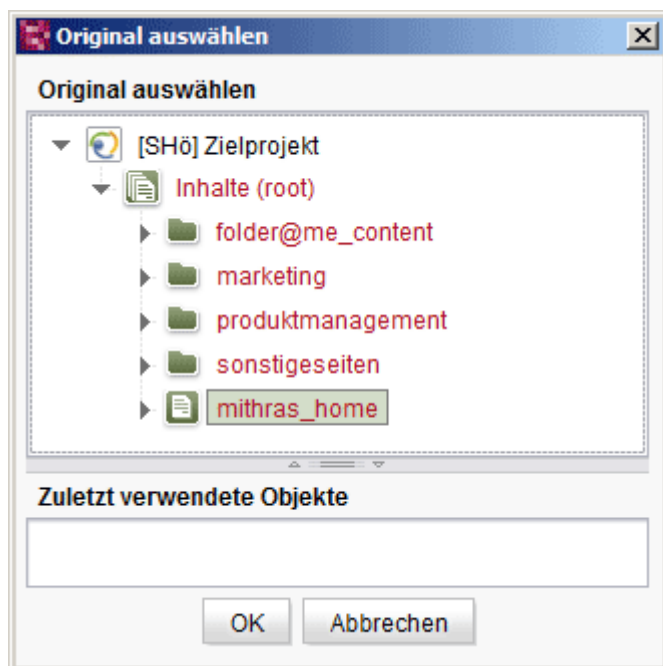 Original auswählen
Original auswählen
[SHö] Zielprojekt
Inhalte (root)
folder@me_content
marketing
produktmanagement
sonstigeseiten
mithras_home
Zuletzt verwendete Objekte
OK Abbrechen